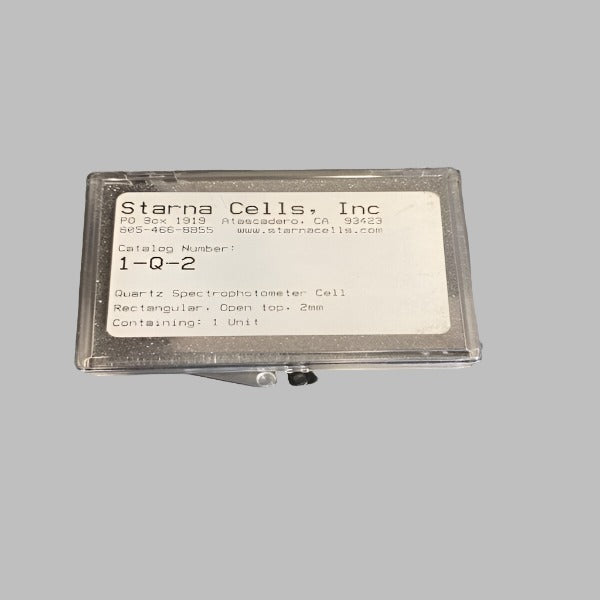 Starna Cells, Inc
PO Box 1919 Atascadero, CA 93423
805-466-8855 www.starnacells.com
Catalog Number:
1-Q-2
Quartz Spectrophotometer Cell
Rectangular, Open top, 2mm
Containing: 1 Unit